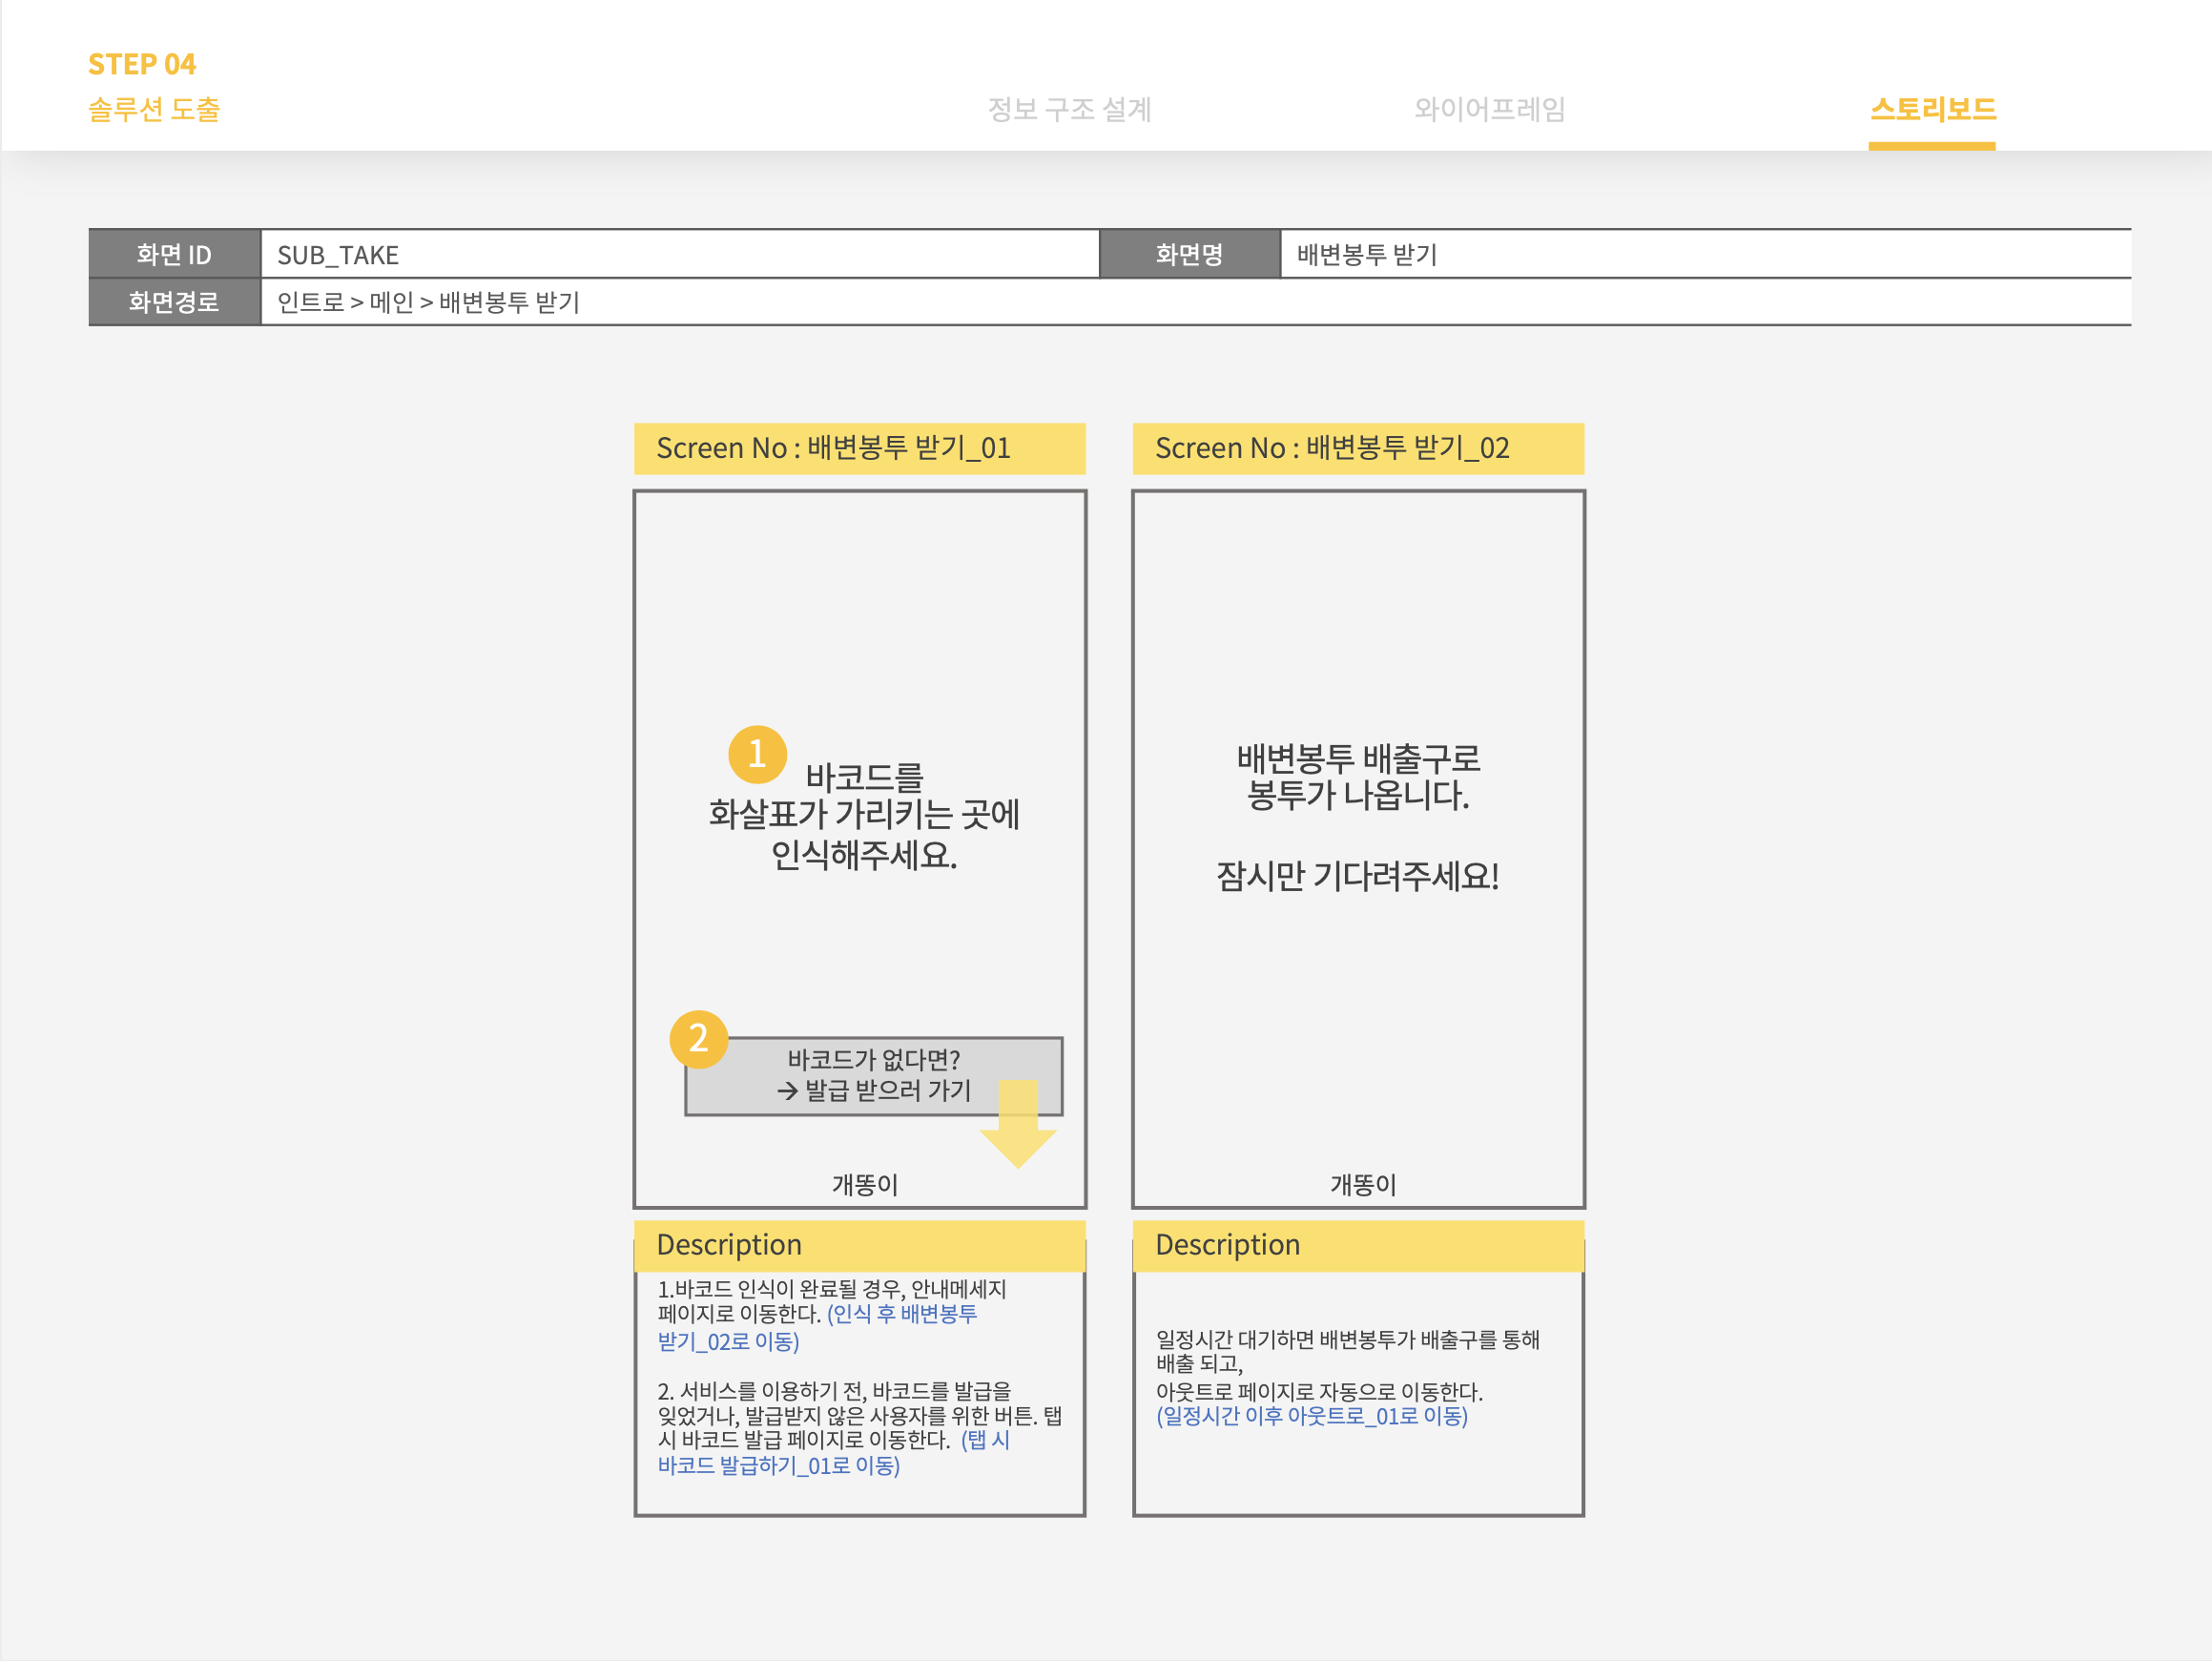 STEP 04
솔루션 도출
정보 구조 설계
와이어프레임
스토리보드
화면 ID
SUB_TAKE
화면명
배변봉투 받기
화면경로
인트로 > 메인 > 배변봉투 받기
Screen No : 배변봉투 받기_01
1
바코드를
화살표가 가리키는 곳에
인식해주세요.
2
바코드가 없다면?
→ 발급 받으러 가기
개똥이
Description
1.바코드 인식이 완료될 경우, 안내메세지
페이지로 이동한다. (인식 후 배변봉투
받기_02로 이동)
2. 서비스를 이용하기 전, 바코드를 발급을
잊었거나, 발급받지 않은 사용자를 위한 버튼. 탭
시 바코드 발급 페이지로 이동한다. (탭 시
바코드 발급하기_01로 이동)
Screen No : 배변봉투 받기_02
배변봉투 배출구로
봉투가 나옵니다.
잠시만 기다려주세요!
개똥이
Description
일정시간 대기하면 배변봉투가 배출구를 통해
배출 되고,
아웃트로 페이지로 자동으로 이동한다.
(일정시간 이후 아웃트로_01로 이동)